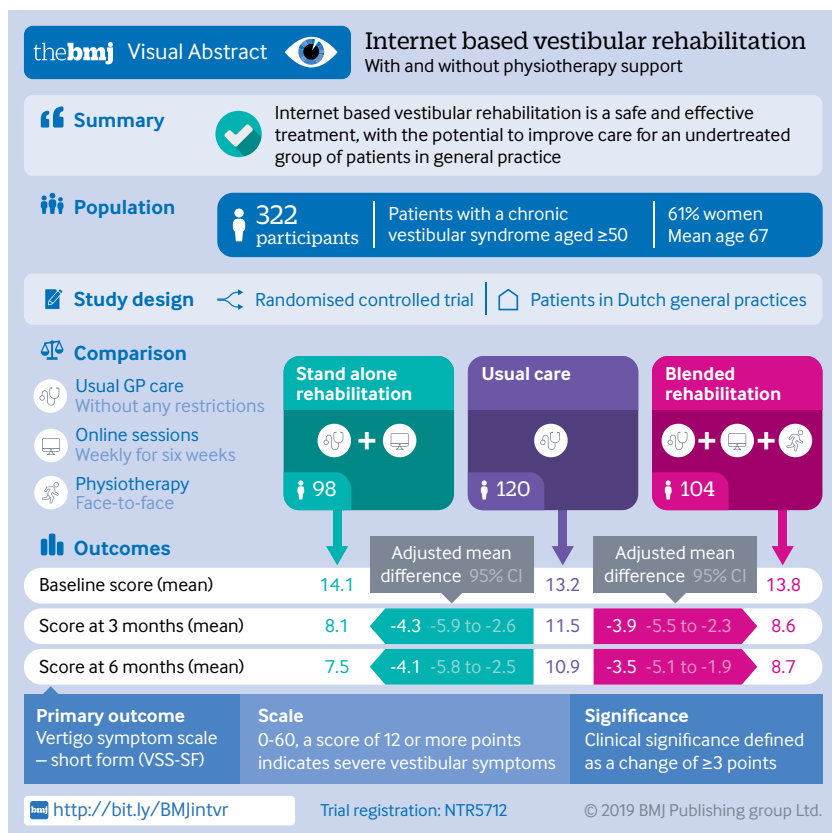 thebmj Visual Abstract
Internet based vestibular rehabilitation
With and without physiotherapy support
Summary
Internet based vestibular rehabilitation is a safe and effective
treatment, with the potential to improve care for an undertreated
group of patients in general practice
Population
322
participants
Patients with a chronic
vestibular syndrome aged ≥50
61% women
Mean age 67
Study design
Randomised controlled trial
Patients in Dutch general practices
Comparison
Usual GP care
Without any restrictions
Online sessions
Weekly for six weeks
Physiotherapy
Face-to-face
Stand alone
rehabilitation
+
98
Usual care
120
Blended
rehabilitation
+ +
104
Outcomes
Adjusted mean
difference 95% CI
Adjusted mean
difference 95% CI
Baseline score (mean) 14.1 13.2 13.8
Score at 3 months (mean) 8.1 -4.3 -5.9 to -2.6 11.5 -3.9 -5.5 to -2.3 8.6
Score at 6 months (mean) 7.5 -4.1 -5.8 to -2.5 10.9 -3.5 -5.1 to -1.9 8.7
Primary outcome
Vertigo symptom scale
– short form (VSS-SF)
Scale
0-60, a score of 12 or more points
indicates severe vestibular symptoms
Significance
Clinical significance defined
as a change of ≥3 points
bmj http://bit.ly/BMJintvr
Trial registration: NTR5712
© 2019 BMJ Publishing group Ltd.